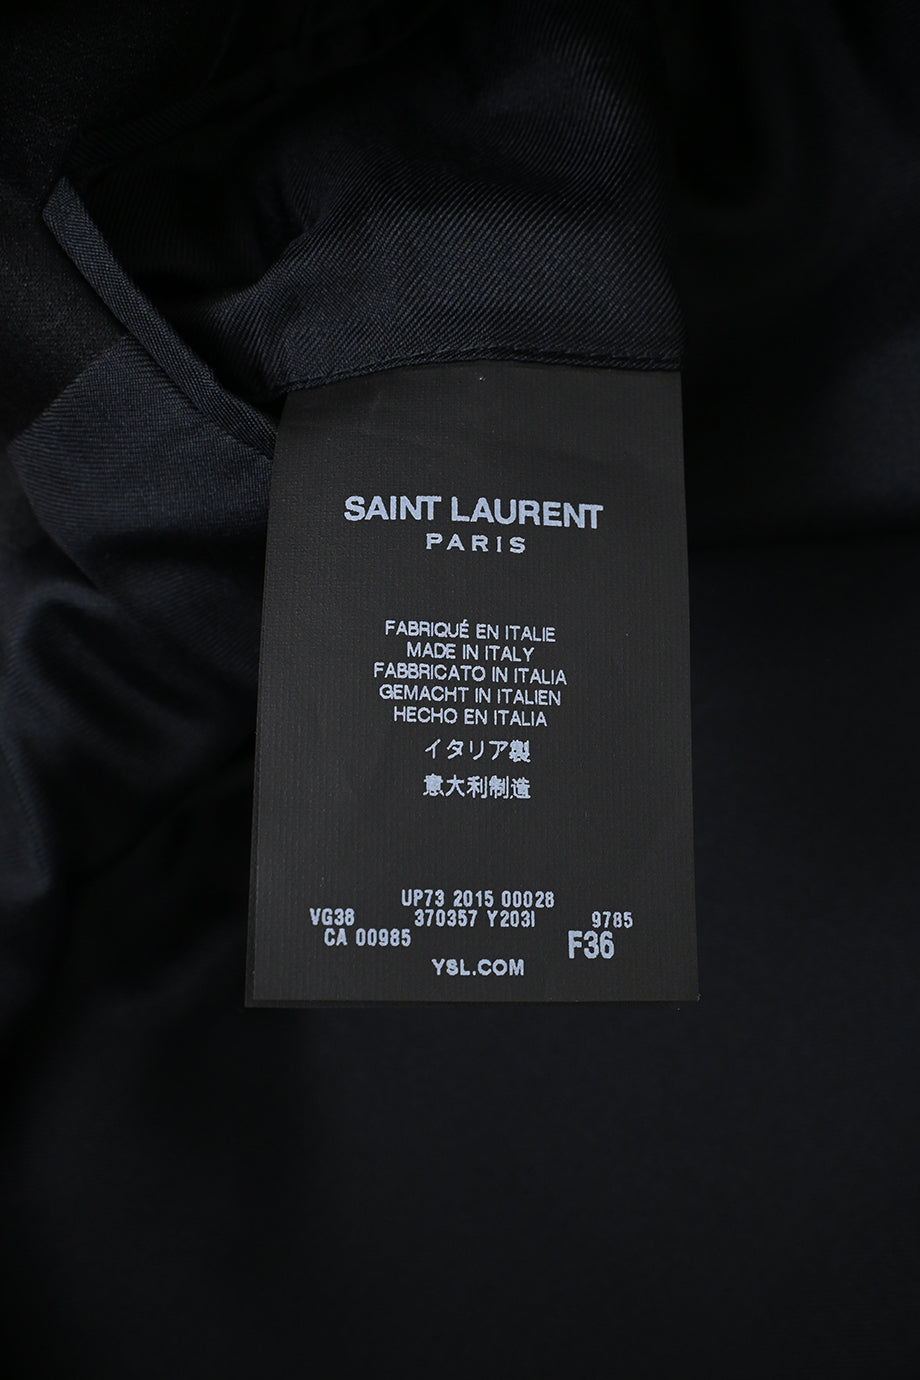 SAINT LAURENT
PARIS
FABRIQUÉ EN ITALIE
MADE IN ITALY
FABBRICATO IN ITALIA
GEMACHT IN ITALIEN
HECHO EN ITALIA
イタリア製
意大利制造
UP73 2015 00028
VG38 370357 Y203I 9785
CA 00985 F36
YSL.COM